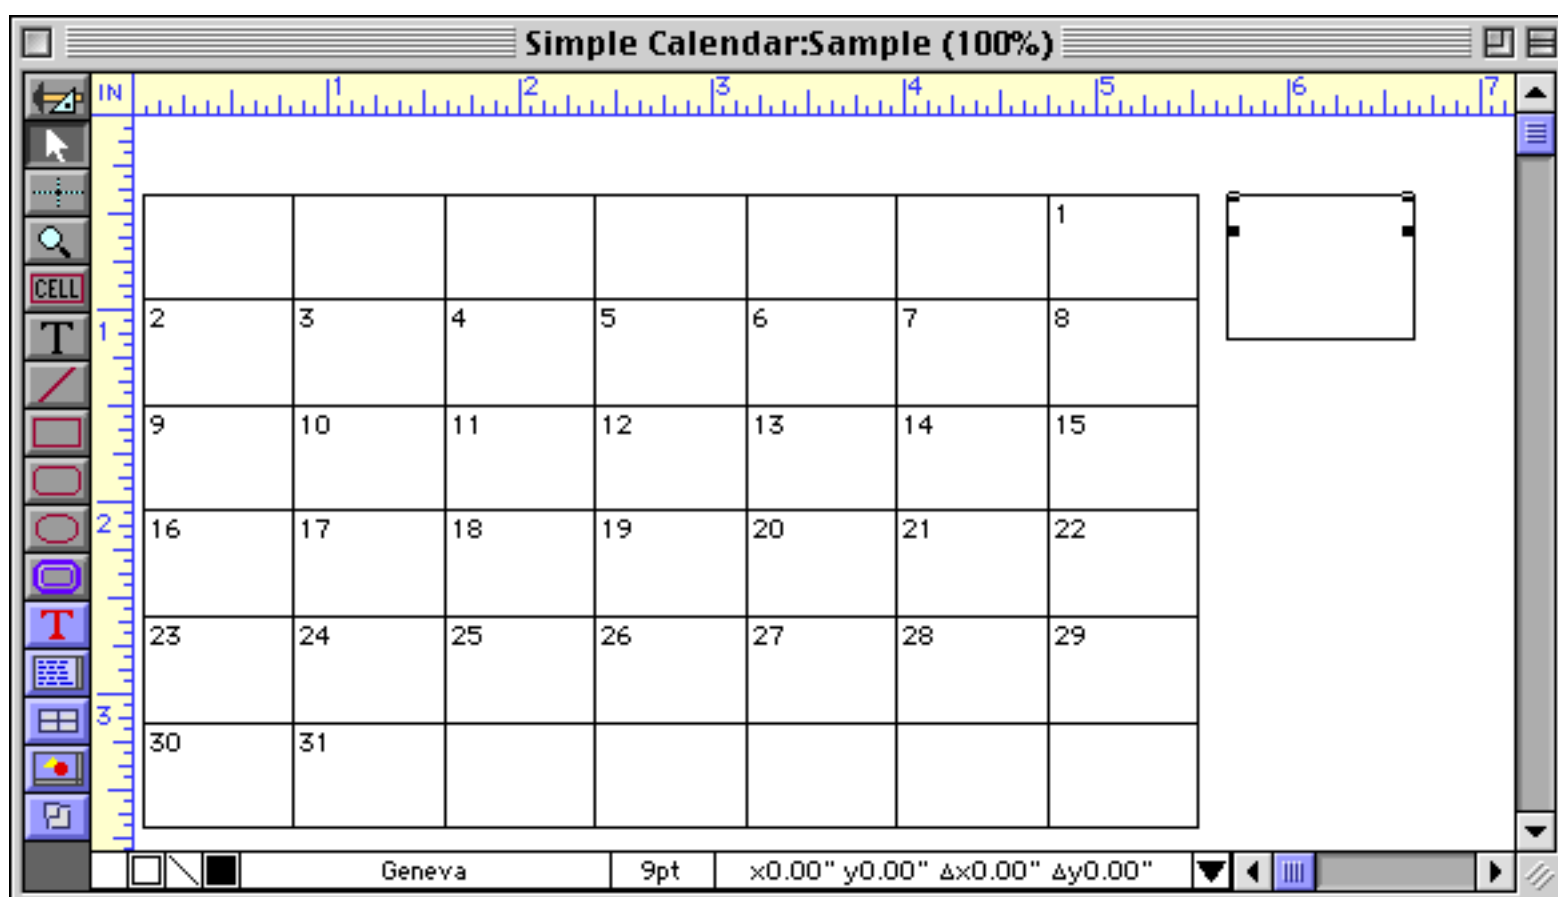 Simple Calendar:Sample (100%)
IN 1 2 3 4 5 6 7
CELL
T
1
2
3
T
1
2 3 4 5 6 7 8
9 10 11 12 13 14 15
16 17 18 19 20 21 22
23 24 25 26 27 28 29
30 31
Geneva 9pt x0.00" y0.00" Δx0.00" Δy0.00"